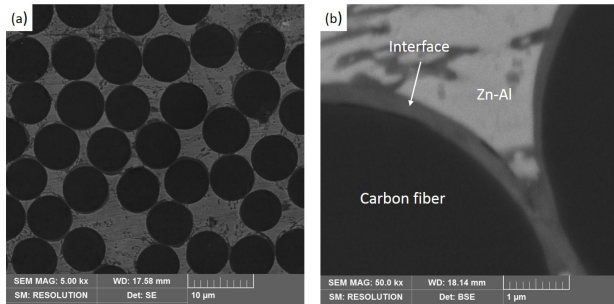 (a)
SEM MAG: 5.00 kx WD: 17.58 mm
SM: RESOLUTION Det: SE 10 µm
(b)
Interface
Zn-Al
Carbon fiber
SEM MAG: 50.0 kx WD: 18.14 mm
SM: RESOLUTION Det: BSE 1 µm